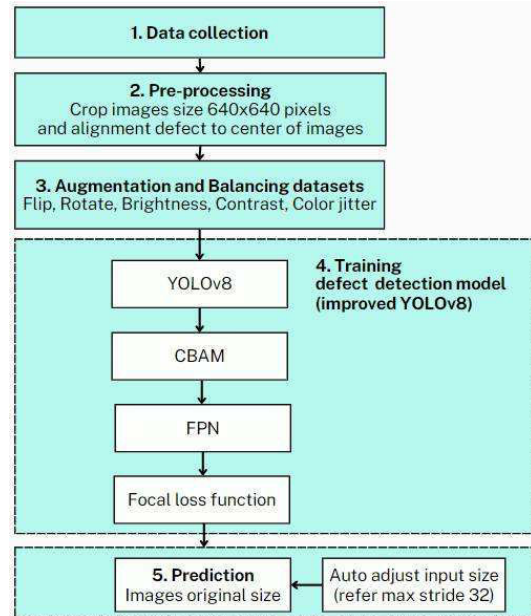 1. Data collection
2. Pre-processing
Crop images size 640x640 pixels
and alignment defect to center of images
3. Augmentation and Balancing datasets
Flip, Rotate, Brightness, Contrast, Color jitter
4. Training
defect detection model
(improved YOLOv8)
YOLOv8
CBAM
FPN
Focal loss function
5. Prediction
Images original size
Auto adjust input size
(refer max stride 32)